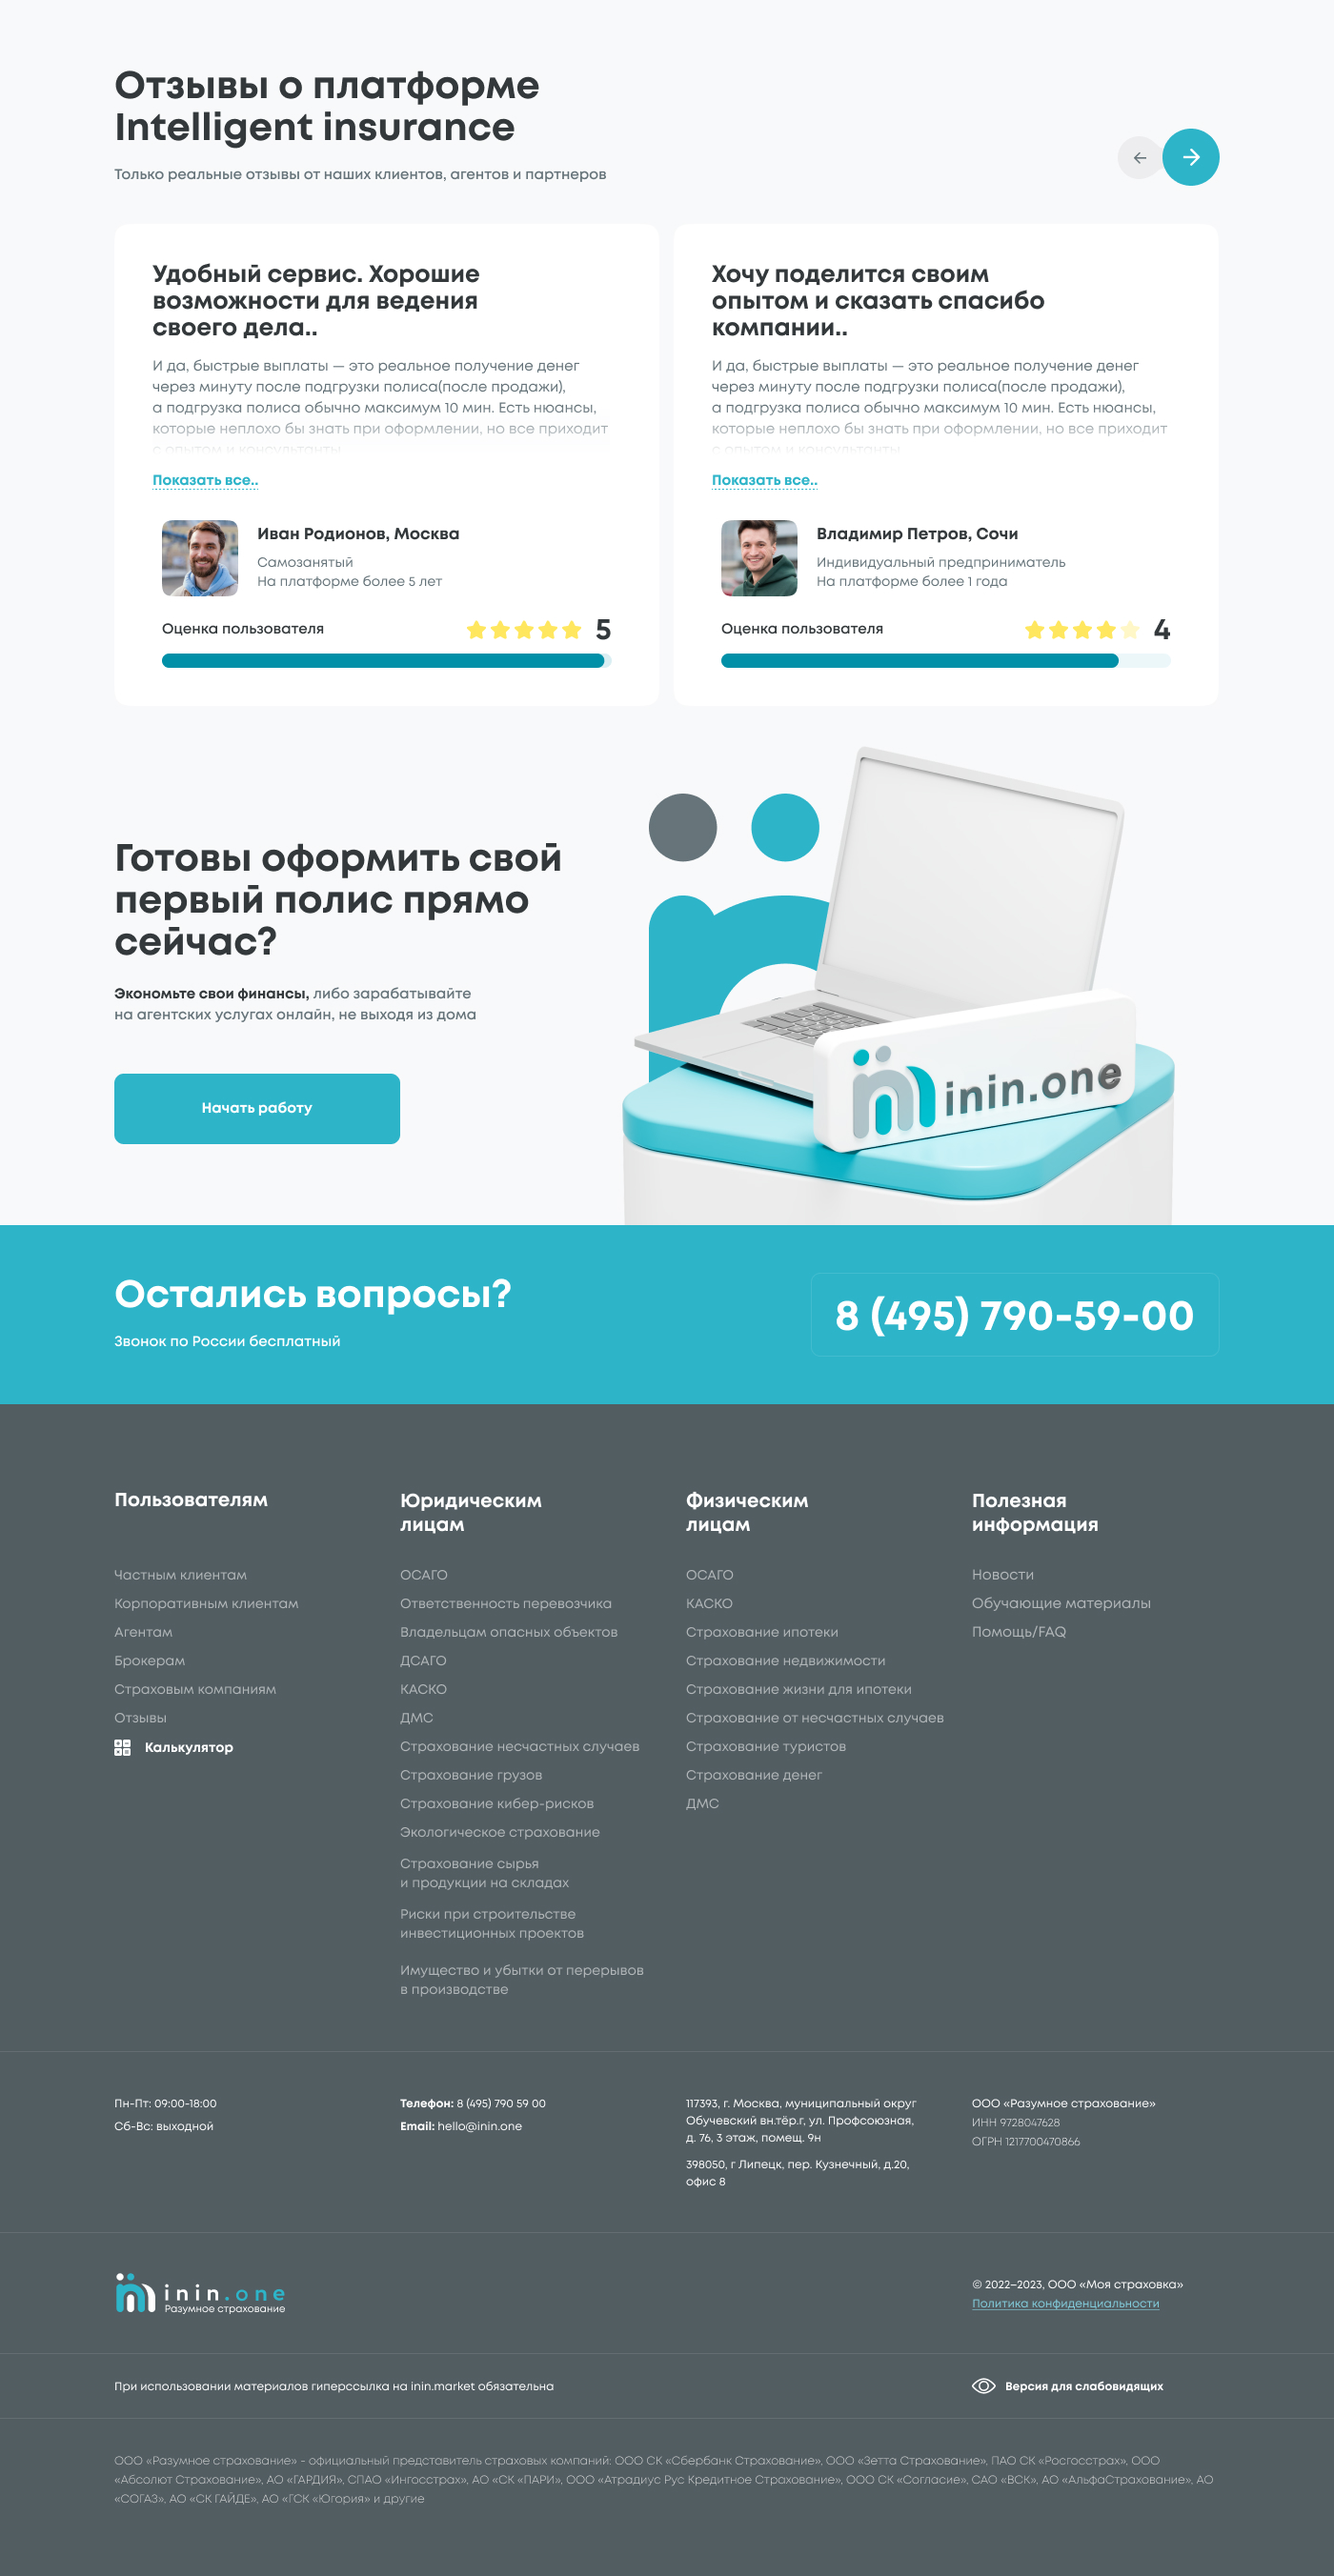 Отзывы о платформе
Intelligent insurance
Только реальные отзывы от наших клиентов, агентов и партнеров
Удобный сервис. Хорошие
возможности для ведения
своего дела..
И да, быстрые выплаты — это реальное получение денег
через минуту после подгрузки полиса(после продажи),
а подгрузка полиса обычно максимум 10 мин. Есть нюансы,
которые неплохо бы знать при оформлении, но все приходит
с опытом и консультанты
Показать все..
Иван Родионов, Москва
Самозанятый
На платформе более 5 лет
Оценка пользователя
5
Хочу поделится своим
опытом и сказать спасибо
компании..
И да, быстрые выплаты — это реальное получение денег
через минуту после подгрузки полиса(после продажи),
а подгрузка полиса обычно максимум 10 мин. Есть нюансы,
которые неплохо бы знать при оформлении, но все приходит
с опытом и консультанты
Показать все..
Владимир Петров, Сочи
Индивидуальный предприниматель
На платформе более 1 года
Оценка пользователя
4
Готовы оформить свой
первый полис прямо
сейчас?
Экономьте свои финансы, либо зарабатывайте
на агентских услугах онлайн, не выходя из дома
Начать работу
inin.one
Остались вопросы?
Звонок по России бесплатный
8 (495) 790-59-00
Пользователям
Частным клиентам
Корпоративным клиентам
Агентам
Брокерам
Страховым компаниям
Отзывы
Калькулятор
Юридическим
лицам
ОСАГО
Ответственность перевозчика
Владельцам опасных объектов
ДСАГО
КАСКО
ДМС
Страхование несчастных случаев
Страхование грузов
Страхование кибер-рисков
Экологическое страхование
Страхование сырья
и продукции на складах
Риски при строительстве
инвестиционных проектов
Имущество и убытки от перерывов
в производстве
Физическим
лицам
ОСАГО
КАСКО
Страхование ипотеки
Страхование недвижимости
Страхование жизни для ипотеки
Страхование от несчастных случаев
Страхование туристов
Страхование денег
ДМС
Полезная
информация
Новости
Обучающие материалы
Помощь/FAQ
Пн-Пт: 09:00-18:00
Сб-Вс: выходной
Телефон: 8 (495) 790 59 00
Email: hello@inin.one
117393, г. Москва, муниципальный округ
Обучевский вн.тёр.г, ул. Профсоюзная,
д. 76, 3 этаж, помещ. 9н
398050, г Липецк, пер. Кузнечный, д.20,
офис 8
ООО «Разумное страхование»
ИНН 9728047628
ОГРН 1217700470866
inin.one
Разумное страхование
© 2022–2023, ООО «Моя страховка»
Политика конфиденциальности
При использовании материалов гиперссылка на inin.market обязательна
Версия для слабовидящих
ООО «Разумное страхование» - официальный представитель страховых компаний: ООО СК «Сбербанк Страхование», ООО «Зетта Страхование», ПАО СК «Росгосстрах», ООО
«Абсолют Страхование», АО «ГАРДИЯ», СПАО «Ингосстрах», АО «СК «ПАРИ», ООО «Атрадиус Рус Кредитное Страхование», ООО СК «Согласие», САО «ВСК», АО «АльфаСтрахование», АО
«СОГАЗ», АО «СК ГАЙДЕ», АО «ГСК «Югория» и другие